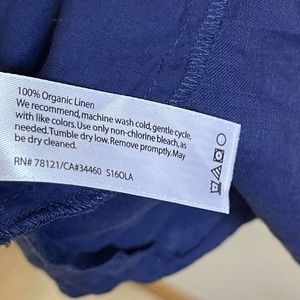 100% Organic Linen
We recommend, machine wash cold, gentle cycle,
with like colors. Use only non-chlorine bleach, as
needed. Tumble dry low. Remove promptly. May
be dry cleaned.
RN# 78121/CA#34460 S16OLA